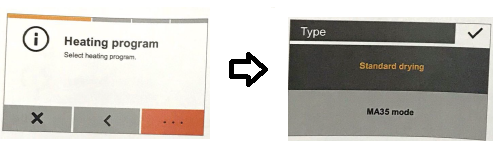 Heating program
Select heating program.
Type
Standard drying
MA35 mode